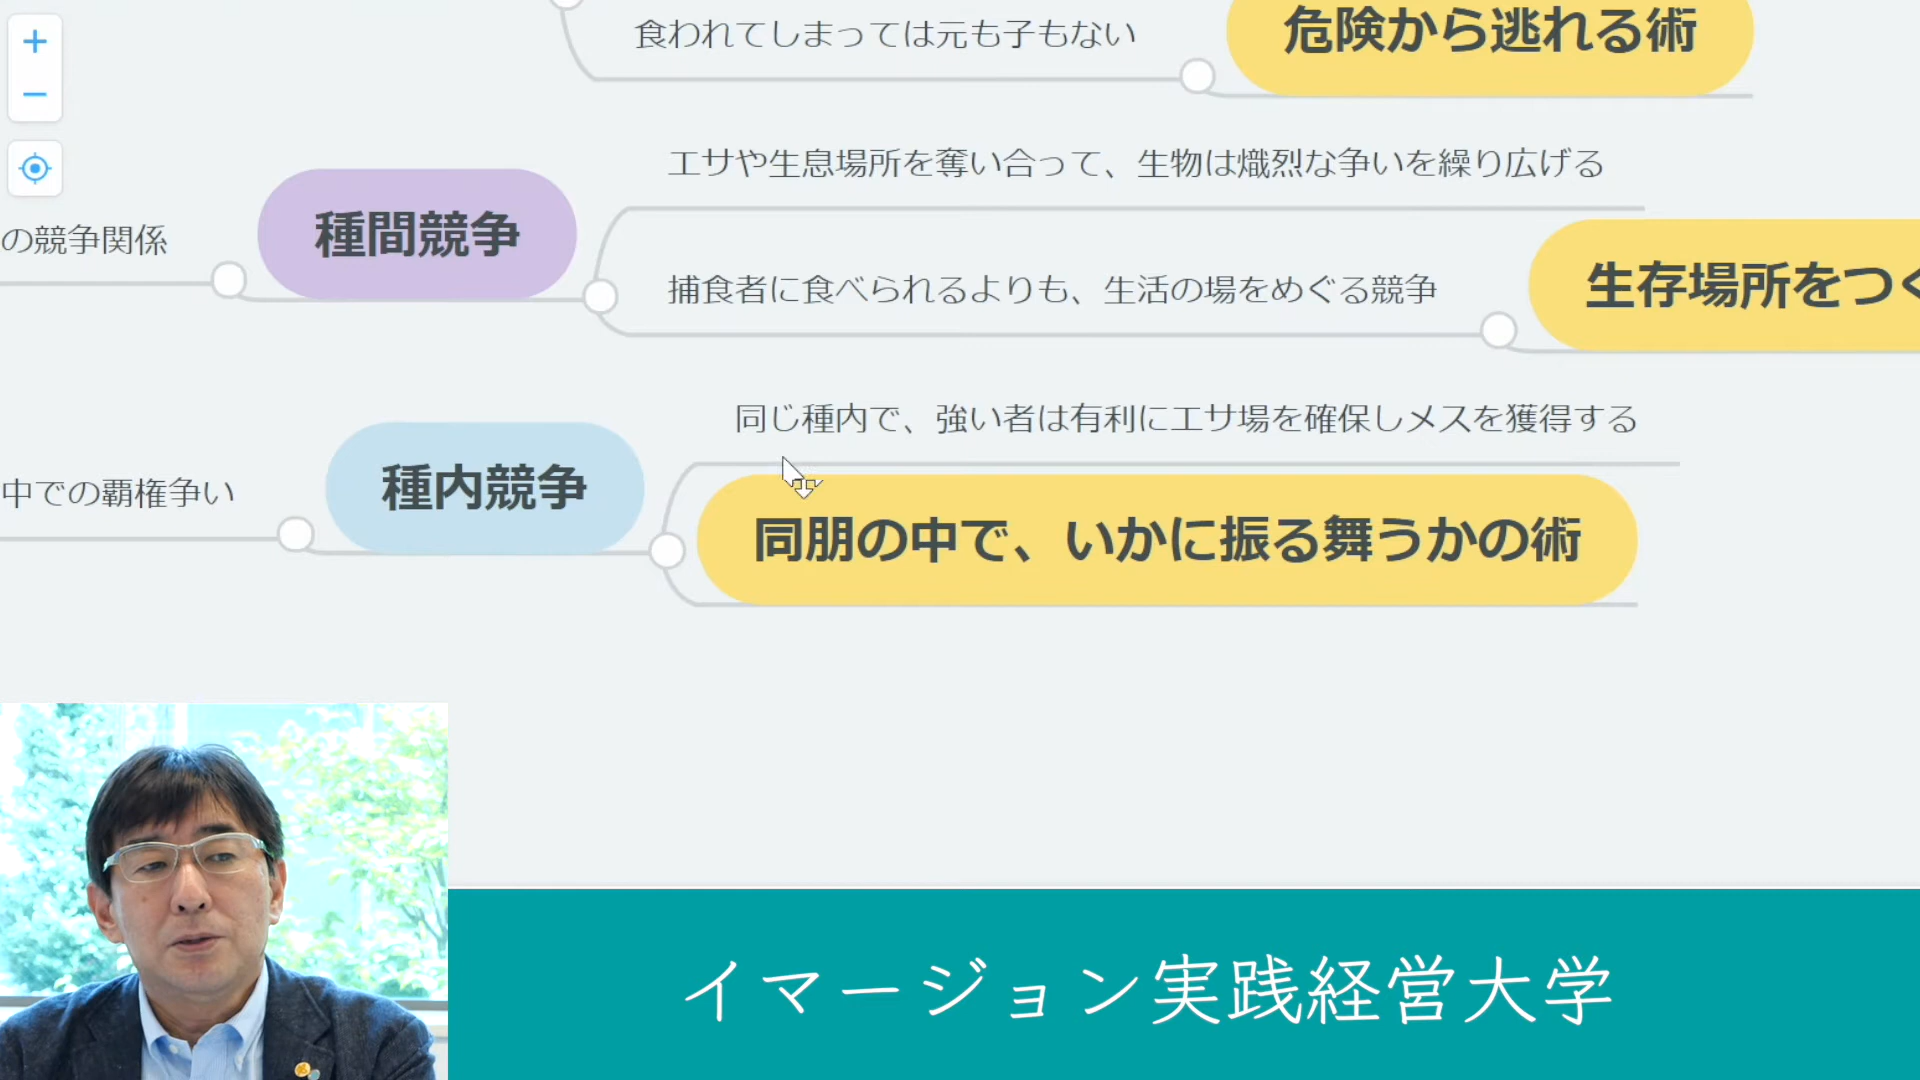 食われてしまっては元も子もない
危険から逃れる術
エサや生息場所を奪い合って、生物は熾烈な争いを繰り広げる
の競争関係
種間競争
捕食者に食べられるよりも、生活の場をめぐる競争
生存場所をつく
同じ種内で、強い者は有利にエサ場を確保しメスを獲得する
中での覇権争い
種内競争
同朋の中で、いかに振る舞うかの術
イマージョン実践経営大学